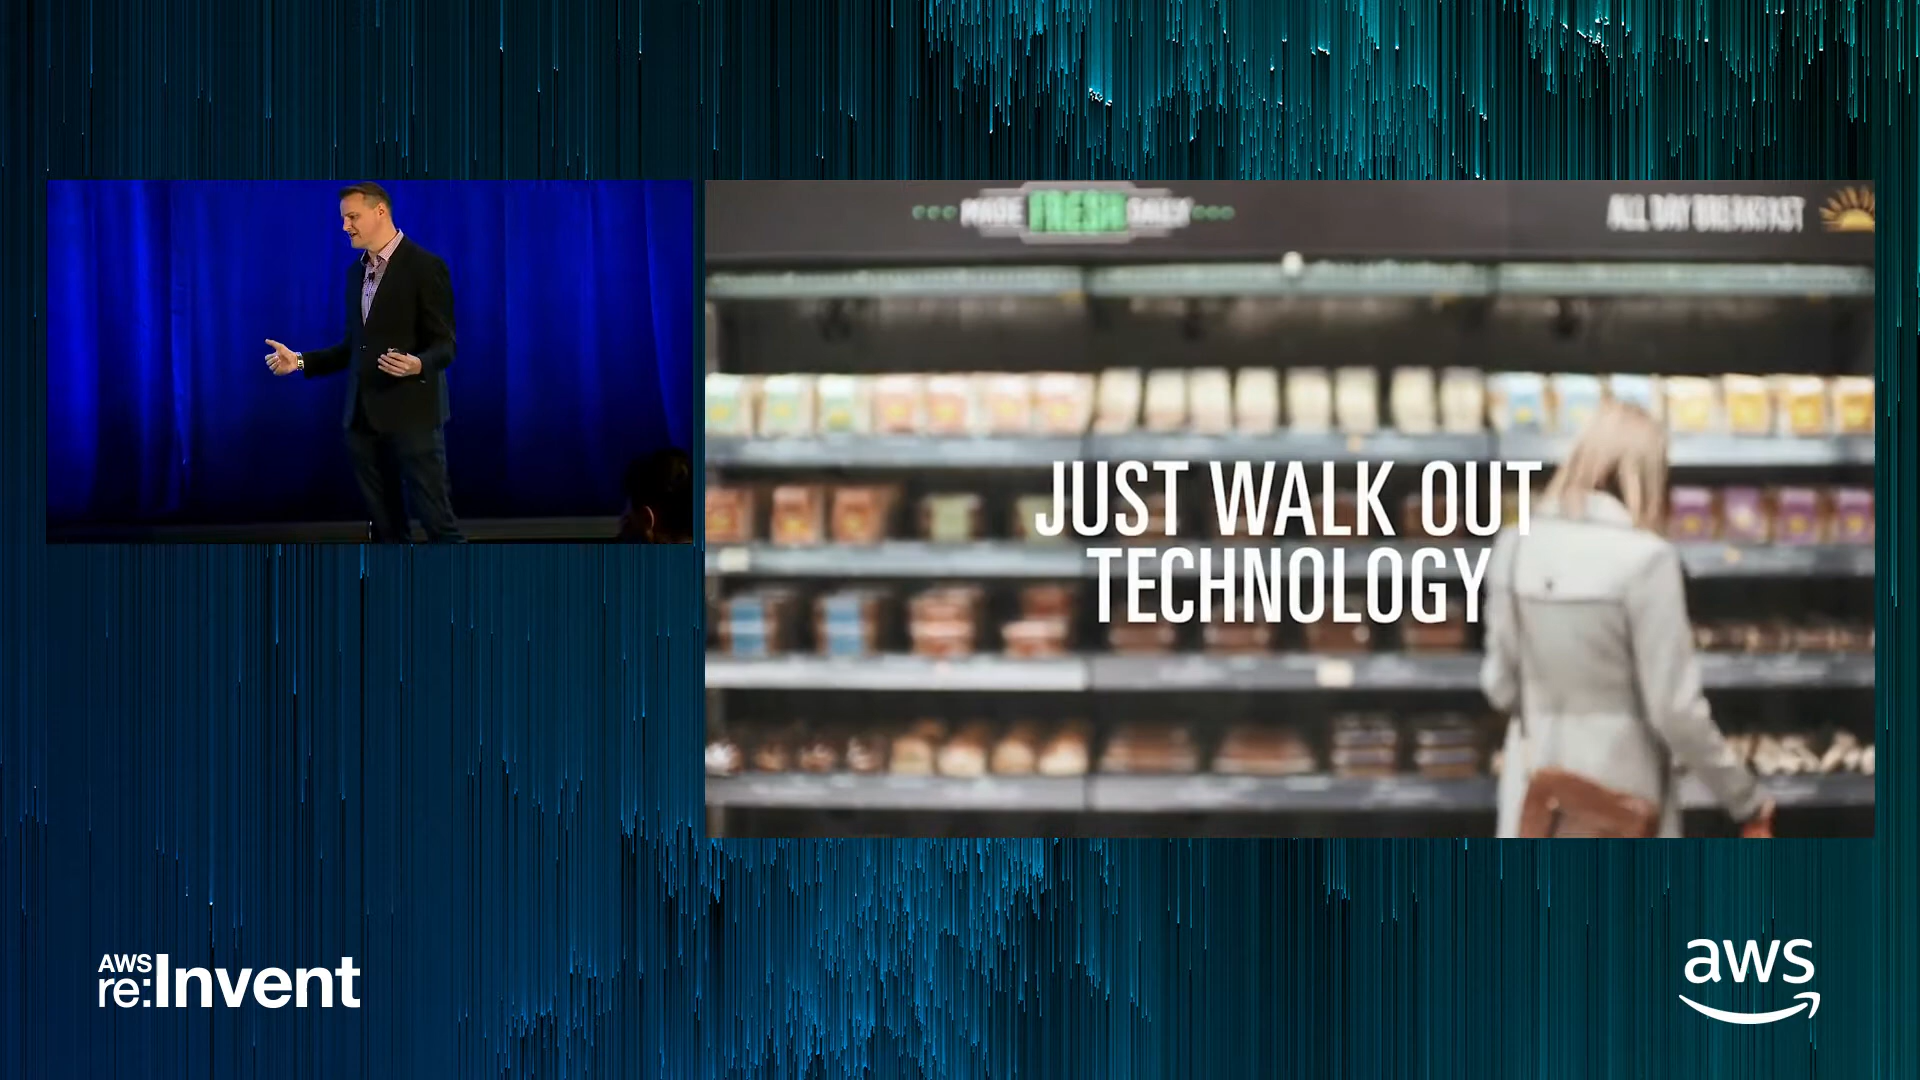 MADE FRESH DAILY
ALL DAY BREAKFAST
JUST WALK OUT
TECHNOLOGY
AWS
re:Invent
aws